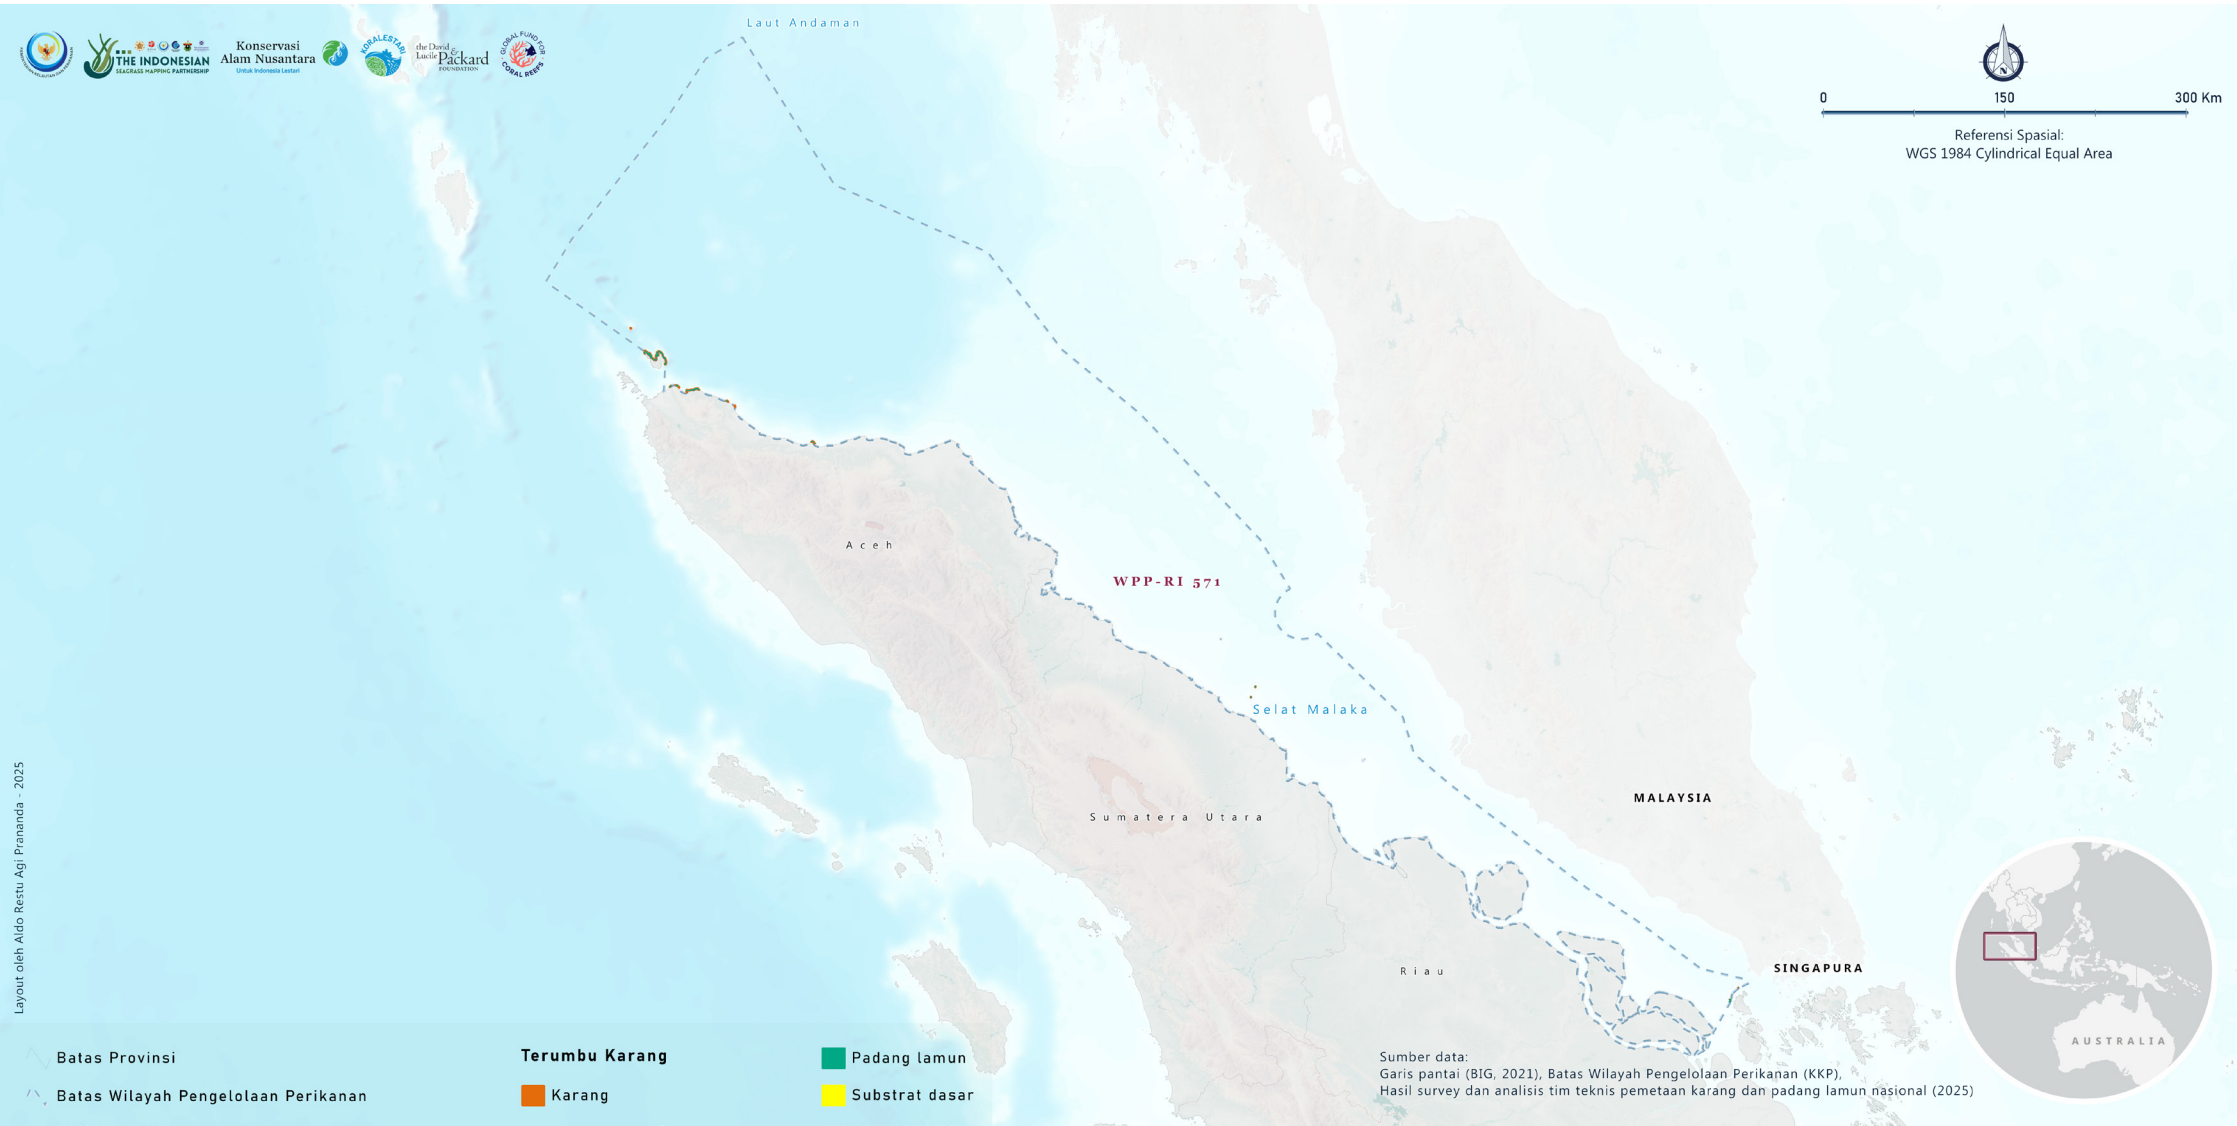 Laut Andaman
THE INDONESIAN
SEAGRASS MAPPING PARTNERSHIP
Konservasi
Alam Nusantara
Untuk Indonesia Lestari
KORALESTARI
the David &
Lucile Packard
FOUNDATION
GLOBAL FUND FOR
CORAL REEFS
N
0 150 300 Km
Referensi Spasial:
WGS 1984 Cylindrical Equal Area
Aceh
WPP-RI 571
Selat Malaka
MALAYSIA
Sumatera Utara
Riau
SINGAPURA
AUSTRALIA
Layout oleh Aldo Restu Agi Prananda - 2025
Batas Provinsi
Batas Wilayah Pengelolaan Perikanan
Terumbu Karang
Karang
Padang lamun
Substrat dasar
Sumber data:
Garis pantai (BIG, 2021), Batas Wilayah Pengelolaan Perikanan (KKP),
Hasil survey dan analisis tim teknis pemetaan karang dan padang lamun nasional (2025)